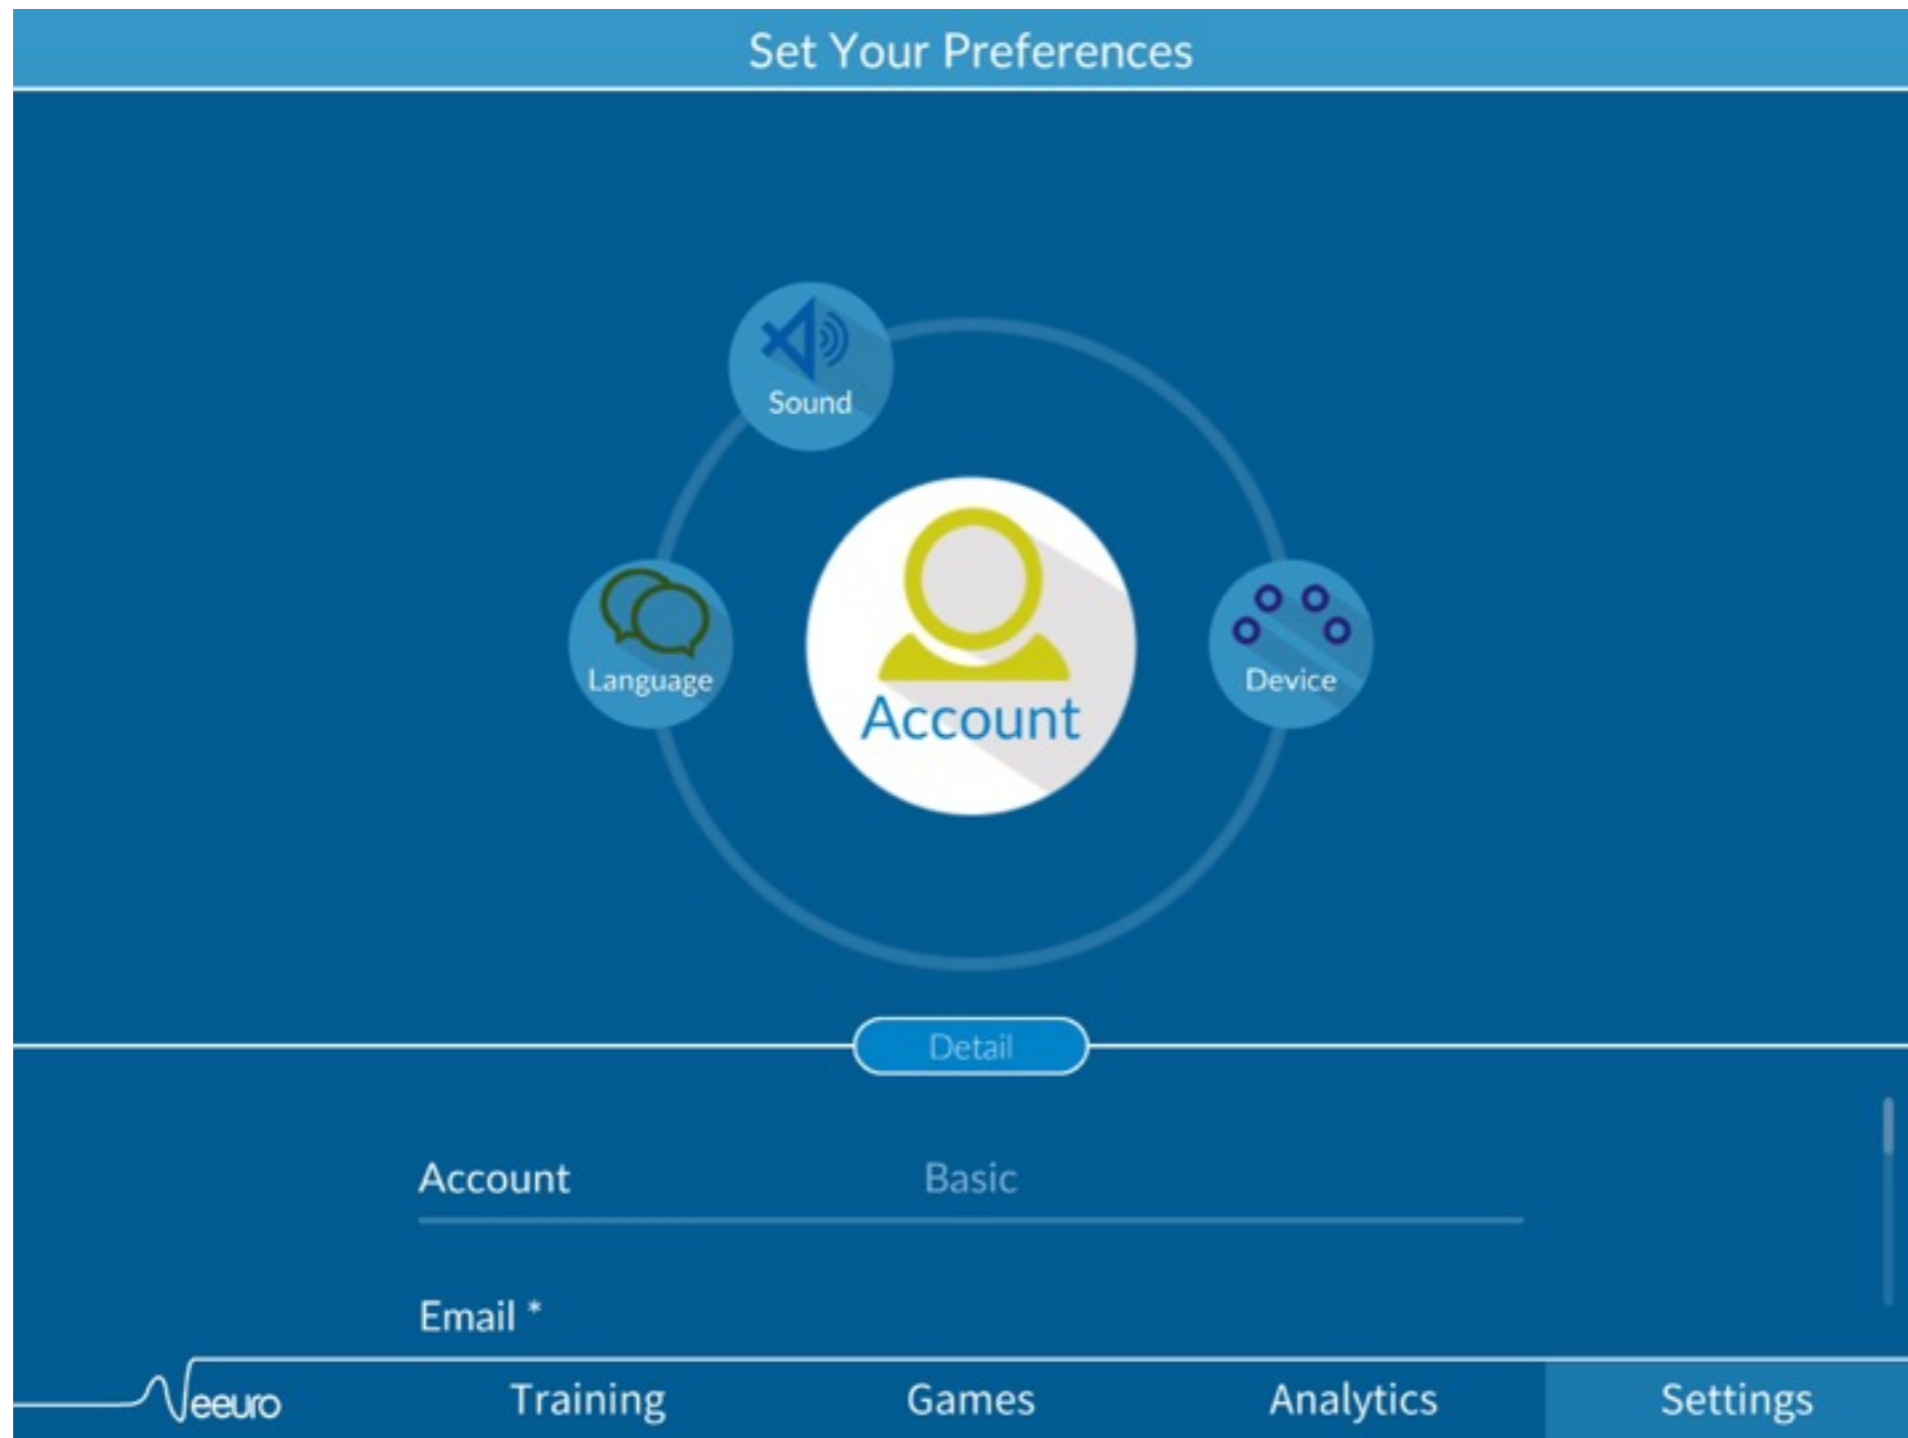 Set Your Preferences
Sound
Language
Account
Device
Detail
Account Basic
Email *
Neeuro Training Games Analytics Settings